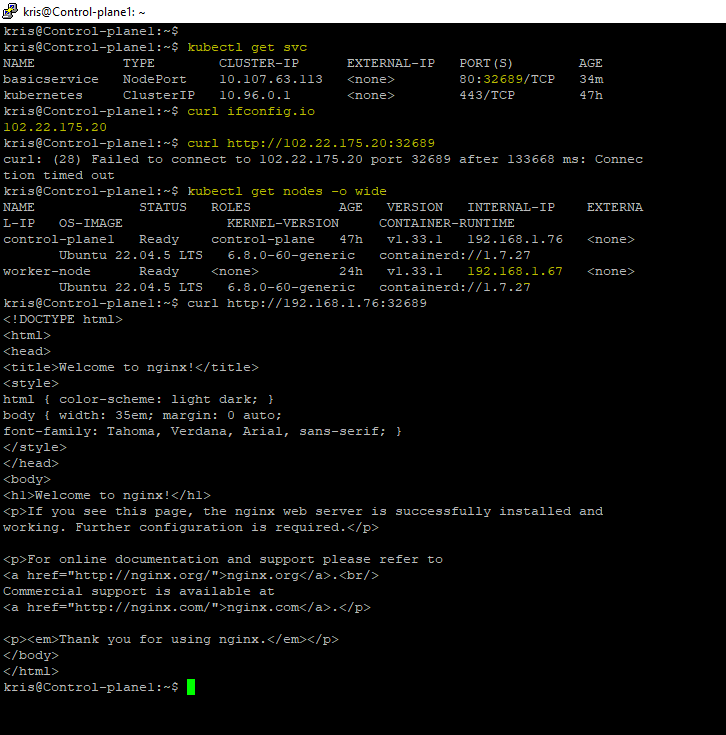 kris@Control-plane1: ~
kris@Control-plane1:~$
kris@Control-plane1:~$ kubectl get svc
NAME TYPE CLUSTER-IP EXTERNAL-IP PORT(S) AGE
basicservice NodePort 10.107.63.113 <none> 80:32689/TCP 34m
kubernetes ClusterIP 10.96.0.1 <none> 443/TCP 47h
kris@Control-plane1:~$ curl ifconfig.io
102.22.175.20
kris@Control-plane1:~$ curl http://102.22.175.20:32689
curl: (28) Failed to connect to 102.22.175.20 port 32689 after 133668 ms: Connec
tion timed out
kris@Control-plane1:~$ kubectl get nodes -o wide
NAME STATUS ROLES AGE VERSION INTERNAL-IP EXTERNA
L-IP OS-IMAGE KERNEL-VERSION CONTAINER-RUNTIME
control-plane1 Ready control-plane 47h v1.33.1 192.168.1.76 <none>
Ubuntu 22.04.5 LTS 6.8.0-60-generic containerd://1.7.27
worker-node Ready <none> 24h v1.33.1 192.168.1.67 <none>
Ubuntu 22.04.5 LTS 6.8.0-60-generic containerd://1.7.27
kris@Control-plane1:~$ curl http://192.168.1.76:32689
<!DOCTYPE html>
<html>
<head>
<title>Welcome to nginx!</title>
<style>
html { color-scheme: light dark; }
body { width: 35em; margin: 0 auto;
font-family: Tahoma, Verdana, Arial, sans-serif; }
</style>
</head>
<body>
<h1>Welcome to nginx!</h1>
<p>If you see this page, the nginx web server is successfully installed and
working. Further configuration is required.</p>
<p>For online documentation and support please refer to
<a href="http://nginx.org/">nginx.org</a>.<br/>
Commercial support is available at
<a href="http://nginx.com/">nginx.com</a>.</p>
<p><em>Thank you for using nginx.</em></p>
</body>
</html>
kris@Control-plane1:~$